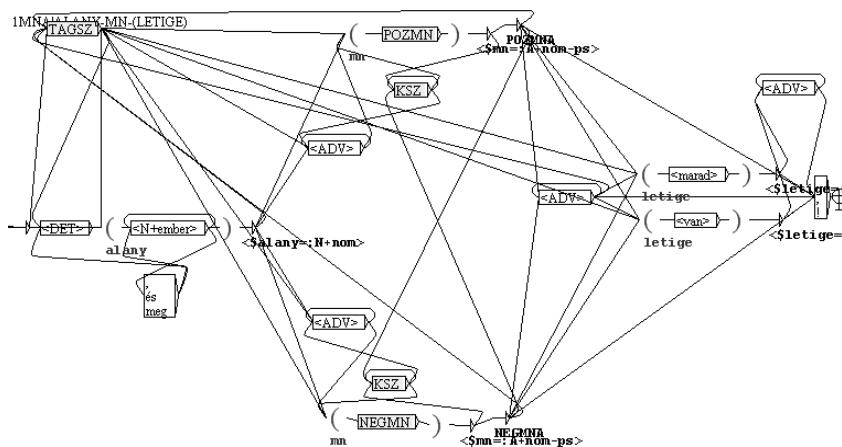 1MNA|ALANY-MN-(LETIGE)
TAGSZ
( POZMN )
mn
POZMNA
<$mn=:A+nom-ps>
KSZ
<ADV>
<ADV>
( <marad> )
letige
<$letige=
<ADV>
( <van> )
letige
<$letige=
<DET>
( <N+ember> )
alany
<$alany=:N+nom>
,
és
meg
<ADV>
KSZ
( NEGMN )
mn
NEGMNA
<$mn=:A+nom-ps>